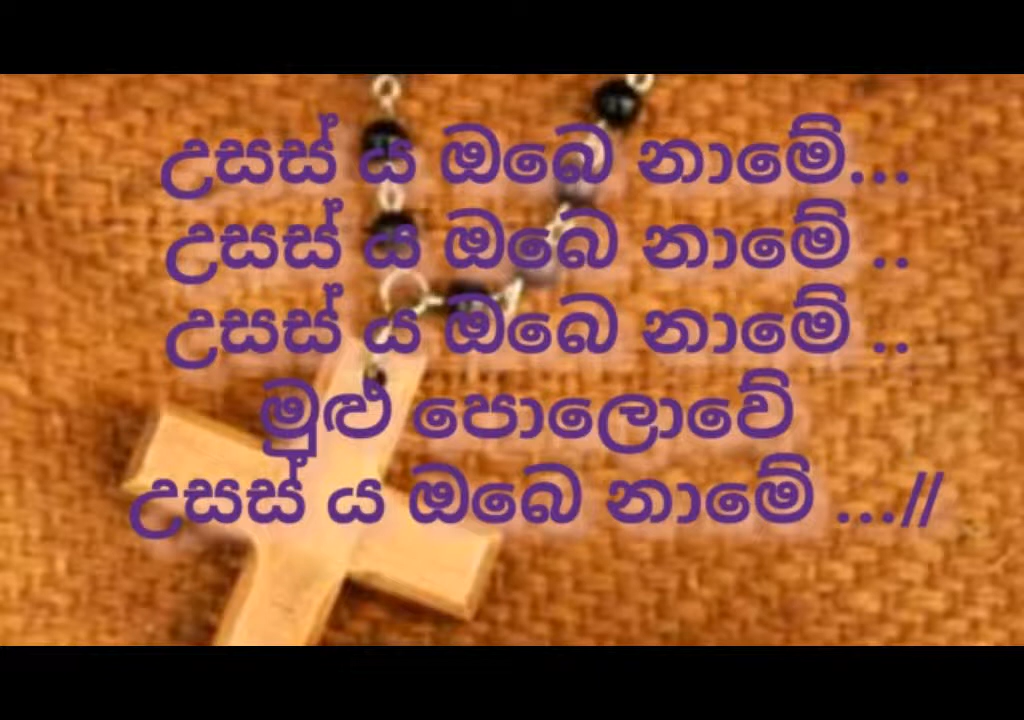 උසස් ය ඔබෙ නාමේ...
උසස් ය ඔබෙ නාමේ ..
උසස් ය ඔබෙ නාමේ ..
මුළු පොලොවේ
උසස් ය ඔබෙ නාමේ ...//